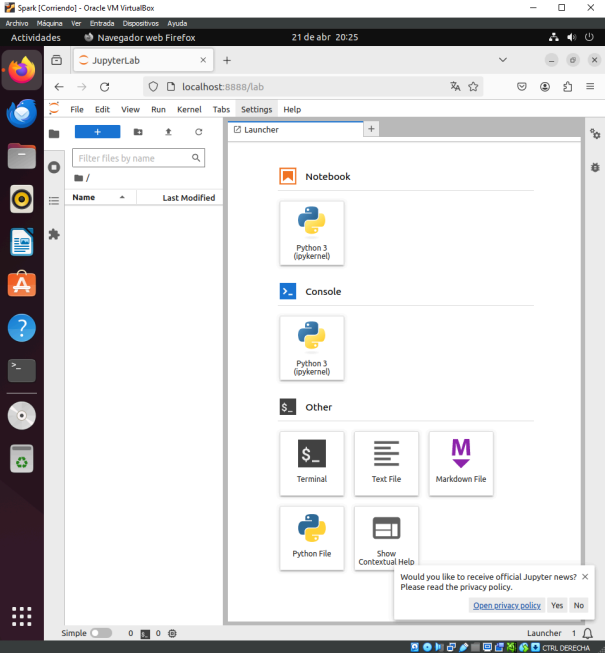 Spark [Corriendo] - Oracle VM VirtualBox
Archivo Máquina Ver Entrada Dispositivos Ayuda
Actividades Navegador web Firefox 21 de abr 20:25
JupyterLab
localhost:8888/lab
File Edit View Run Kernel Tabs Settings Help
Launcher
Filter files by name
/
Name Last Modified
Notebook
Python 3
(ipykernel)
Console
Python 3
(ipykernel)
$_ Other
$_
Terminal
Text File
M
Markdown File
Python File
Show
Contextual Help
Would you like to receive official Jupyter news?
Please read the privacy policy.
Open privacy policy Yes No
Simple 0 0 Launcher 1
CTRL DERECHA